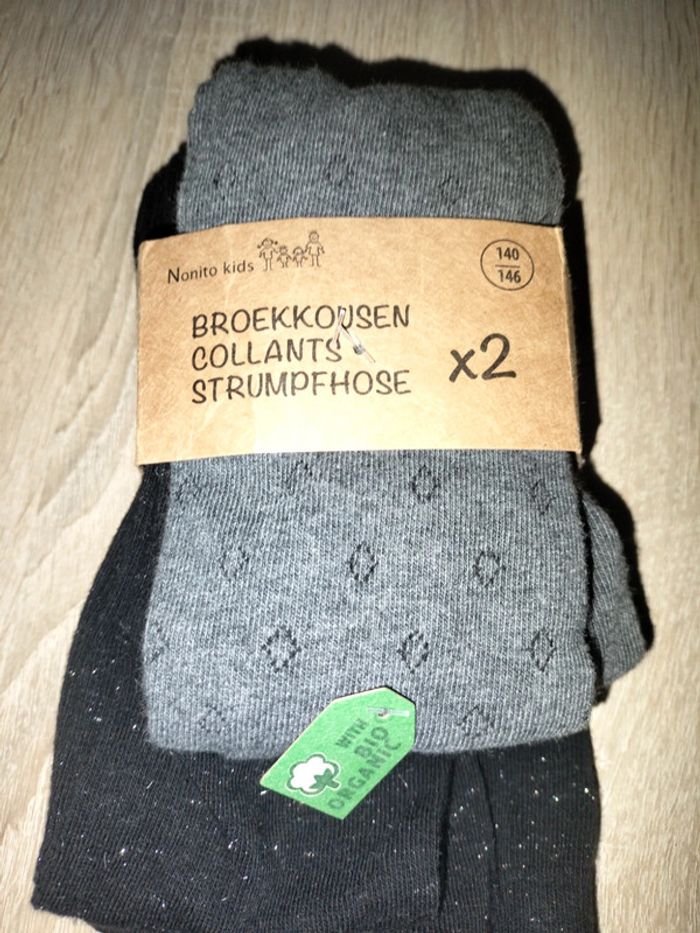 Nonito kids
140
146
BROEKKOUSEN
COLLANTS
STRUMPFHOSE
x2
WITH
BIO
ORGANIC